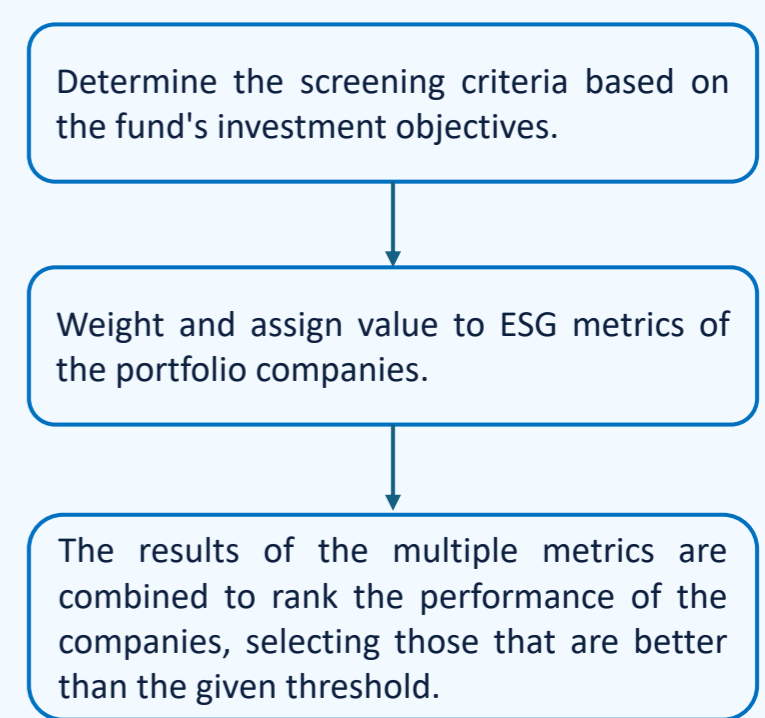 Determine the screening criteria based on
the fund's investment objectives.
Weight and assign value to ESG metrics of
the portfolio companies.
The results of the multiple metrics are
combined to rank the performance of the
companies, selecting those that are better
than the given threshold.